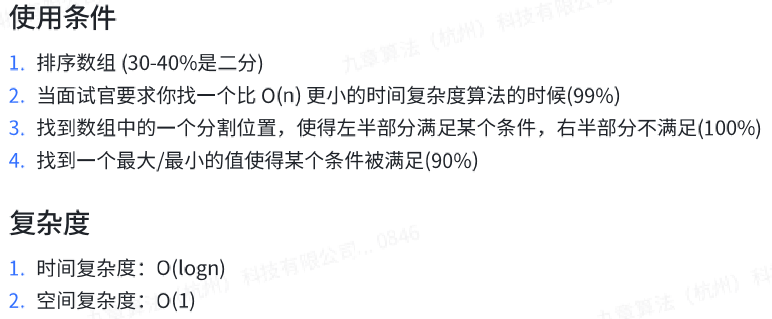 使用条件
1. 排序数组 (30-40%是二分)
2. 当面试官要求你找一个比 O(n) 更小的时间复杂度算法的时候(99%)
3. 找到数组中的一个分割位置，使得左半部分满足某个条件，右半部分不满足(100%)
4. 找到一个最大/最小的值使得某个条件被满足(90%)
复杂度
1. 时间复杂度：O(logn)
2. 空间复杂度：O(1)
九章算法（杭州）科技有限公司
九章算法（杭州）科技有限公司... 0846
九章算法（杭州）科